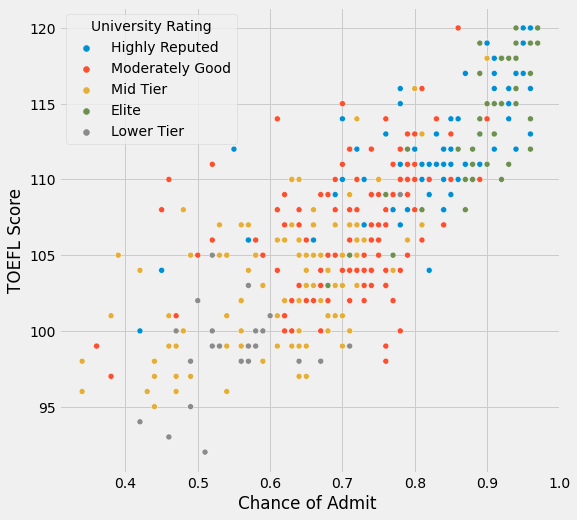 University Rating
Highly Reputed
Moderately Good
Mid Tier
Elite
Lower Tier
120
115
110
105
100
95
TOEFL Score
0.4 0.5 0.6 0.7 0.8 0.9 1.0
Chance of Admit